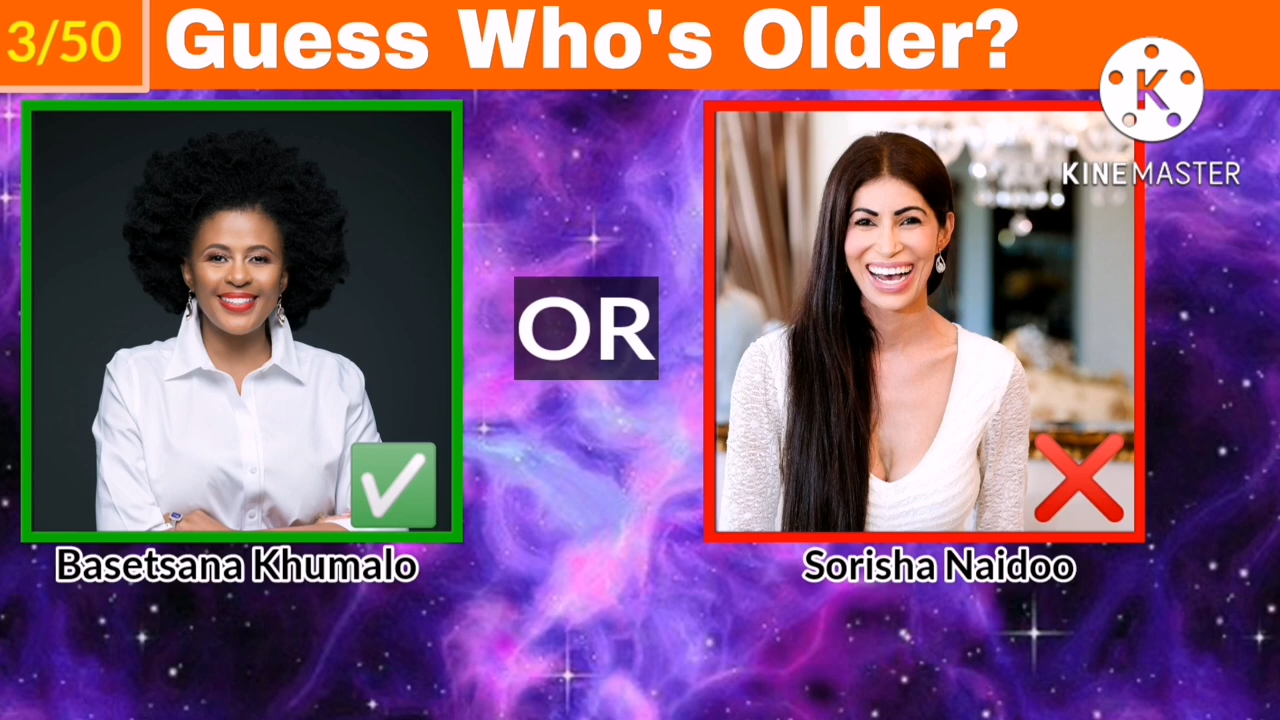 3/50
Guess Who's Older?
K
KINEMASTER
OR
Basetsana Khumalo
Sorisha Naidoo